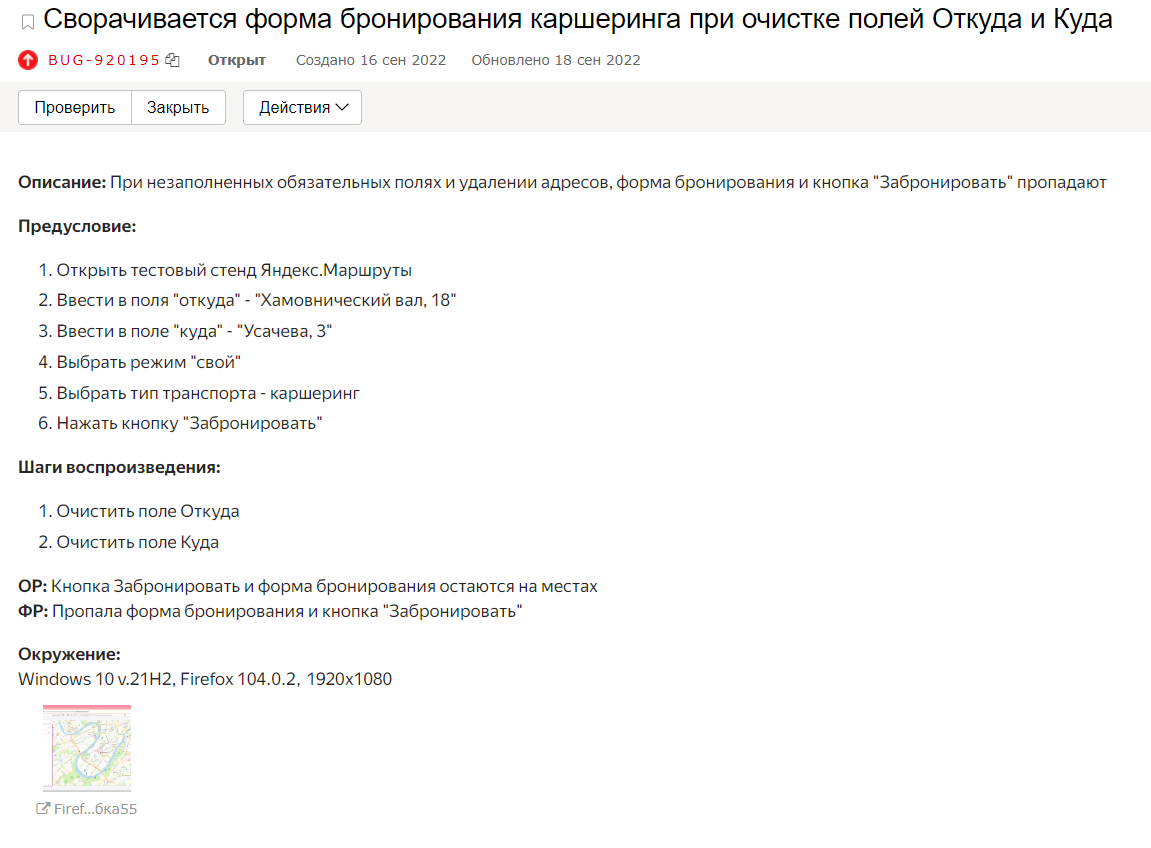 Сворачивается форма бронирования каршеринга при очистке полей Откуда и Куда
BUG-920195 Открыт Создано 16 сен 2022 Обновлено 18 сен 2022
Проверить Закрыть Действия
Описание: При незаполненных обязательных полях и удалении адресов, форма бронирования и кнопка "Забронировать" пропадают
Предусловие:
1. Открыть тестовый стенд Яндекс.Маршруты
2. Ввести в поля "откуда" - "Хамовнический вал, 18"
3. Ввести в поле "куда" - "Усачева, 3"
4. Выбрать режим "свой"
5. Выбрать тип транспорта - каршеринг
6. Нажать кнопку "Забронировать"
Шаги воспроизведения:
1. Очистить поле Откуда
2. Очистить поле Куда
ОР: Кнопка Забронировать и форма бронирования остаются на местах
ФР: Пропала форма бронирования и кнопка "Забронировать"
Окружение:
Windows 10 v.21H2, Firefox 104.0.2, 1920x1080
Firef...бка55